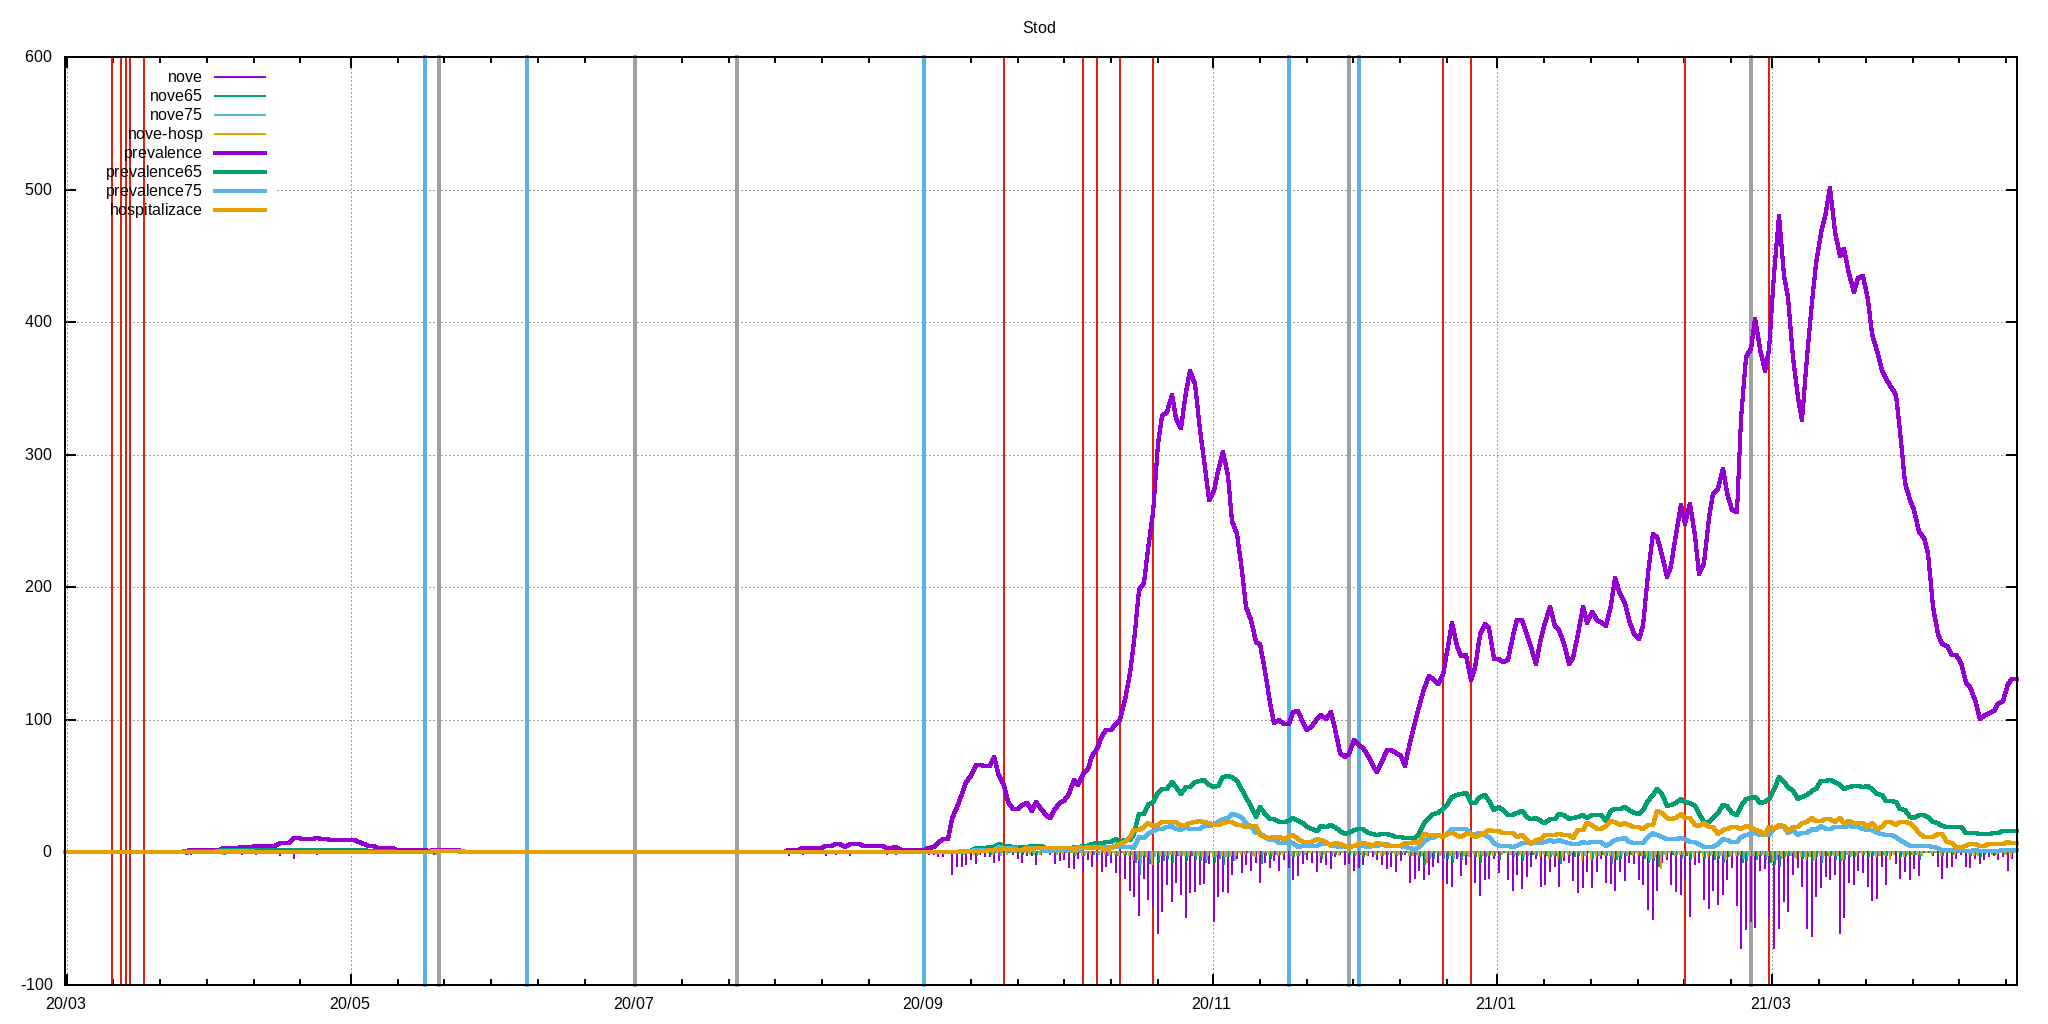 Stod
600
500
400
300
200
100
0
-100
nove
nove65
nove75
nove-hosp
prevalence
prevalence65
prevalence75
hospitalizace
20/03 20/05 20/07 20/09 20/11 21/01 21/03